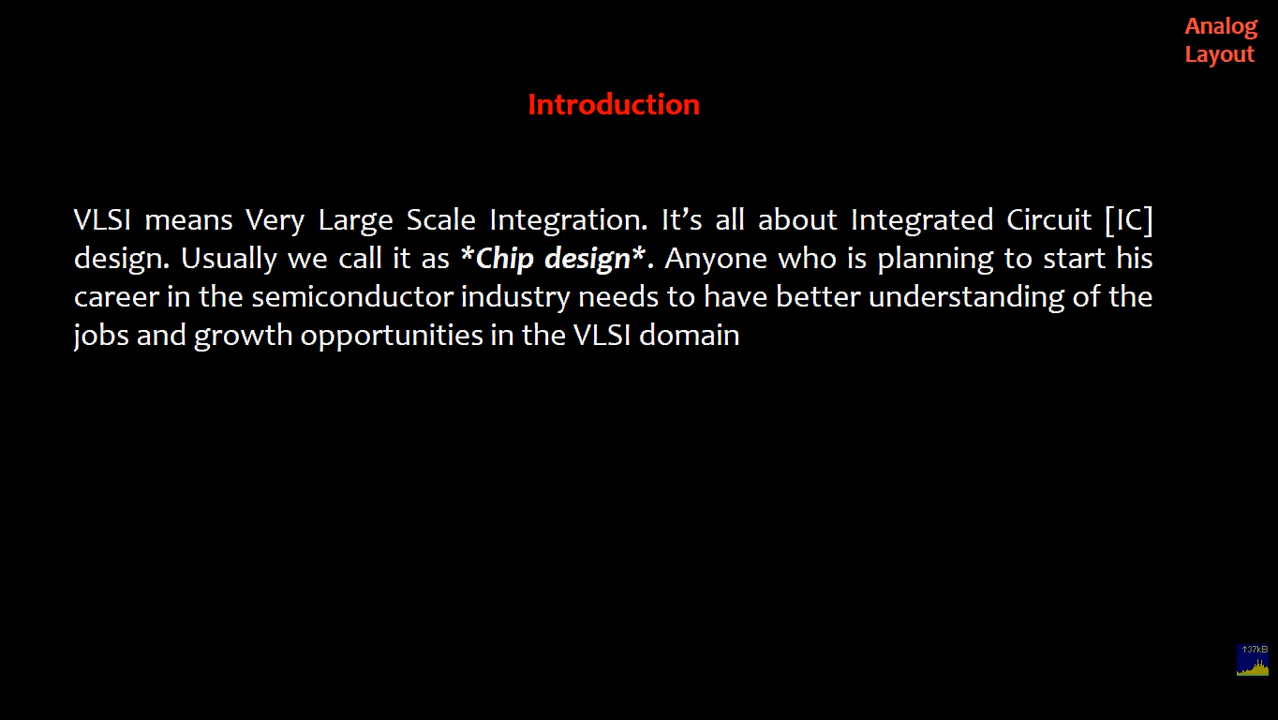 Analog
Layout
Introduction
VLSI means Very Large Scale Integration. It’s all about Integrated Circuit [IC]
design. Usually we call it as *Chip design*. Anyone who is planning to start his
career in the semiconductor industry needs to have better understanding of the
jobs and growth opportunities in the VLSI domain
↑37kB